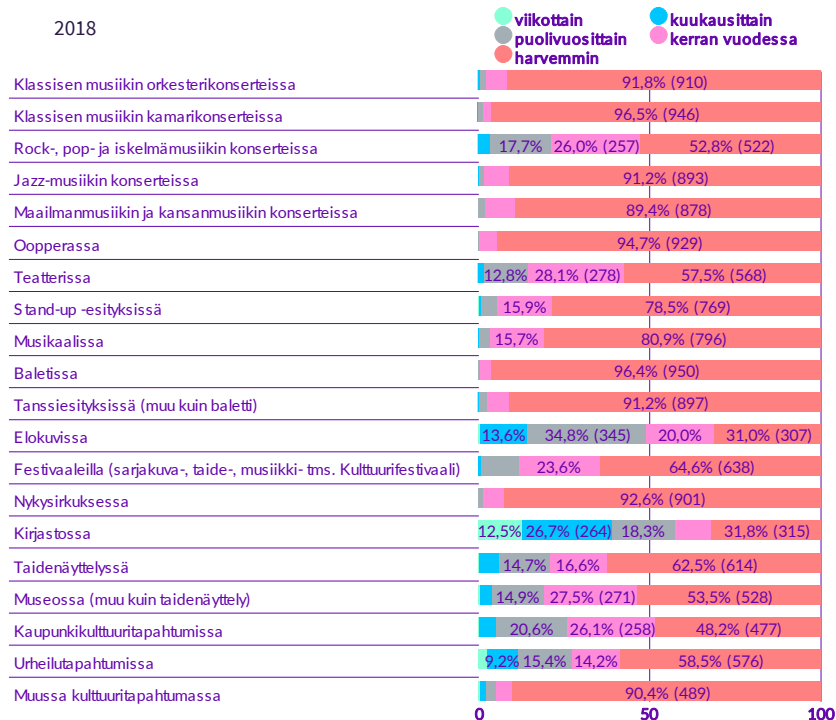 2018
viikottain
kuukausittain
puolivuosittain
kerran vuodessa
harvemmin
Klassisen musiikin orkesterikonserteissa 91,8% (910)
Klassisen musiikin kamarikonserteissa 96,5% (946)
Rock-, pop- ja iskelmämusiikin konserteissa 17,7% 26,0% (257) 52,8% (522)
Jazz-musiikin konserteissa 91,2% (893)
Maailmanmusiikin ja kansanmusiikin konserteissa 89,4% (878)
Oopperassa 94,7% (929)
Teatterissa 12,8% 28,1% (278) 57,5% (568)
Stand-up -esityksissä 15,9% 78,5% (769)
Musikaalissa 15,7% 80,9% (796)
Baletissa 96,4% (950)
Tanssiesityksissä (muu kuin baletti) 91,2% (897)
Elokuvissa 13,6% 34,8% (345) 20,0% 31,0% (307)
Festivaaleilla (sarjakuva-, taide-, musiikki- tms. Kulttuurifestivaali) 23,6% 64,6% (638)
Nykysirkuksessa 92,6% (901)
Kirjastossa 12,5% 26,7% (264) 18,3% 31,8% (315)
Taidenäyttelyssä 14,7% 16,6% 62,5% (614)
Museossa (muu kuin taidenäyttely) 14,9% 27,5% (271) 53,5% (528)
Kaupunkikulttuuritapahtumissa 20,6% 26,1% (258) 48,2% (477)
Urheilutapahtumissa 9,2% 15,4% 14,2% 58,5% (576)
Muussa kulttuuritapahtumassa 90,4% (489)
0 50 100